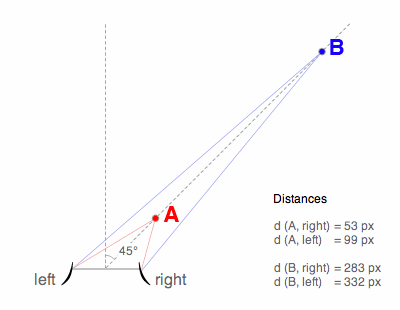 B
A
45°
left
right
Distances
d (A, right) = 53 px
d (A, left) = 99 px
d (B, right) = 283 px
d (B, left) = 332 px